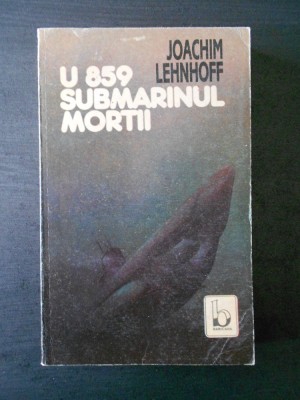 JOACHIM
LEHNHOFF
U 859
SUBMARINUL
MORTII
b